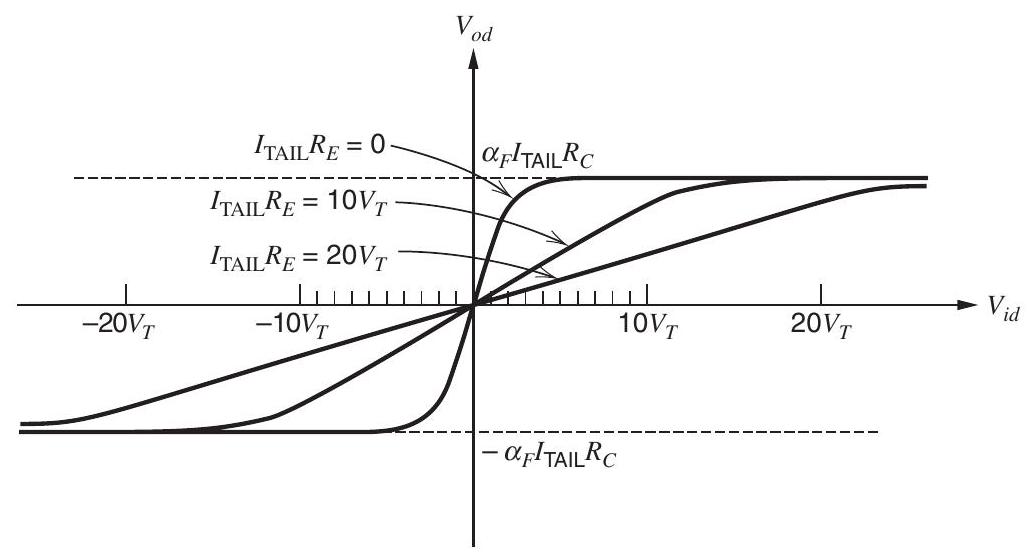 V_od
I_TAIL R_E = 0
α_F I_TAIL R_C
I_TAIL R_E = 10V_T
I_TAIL R_E = 20V_T
–20V_T –10V_T 10V_T 20V_T V_id
– α_F I_TAIL R_C